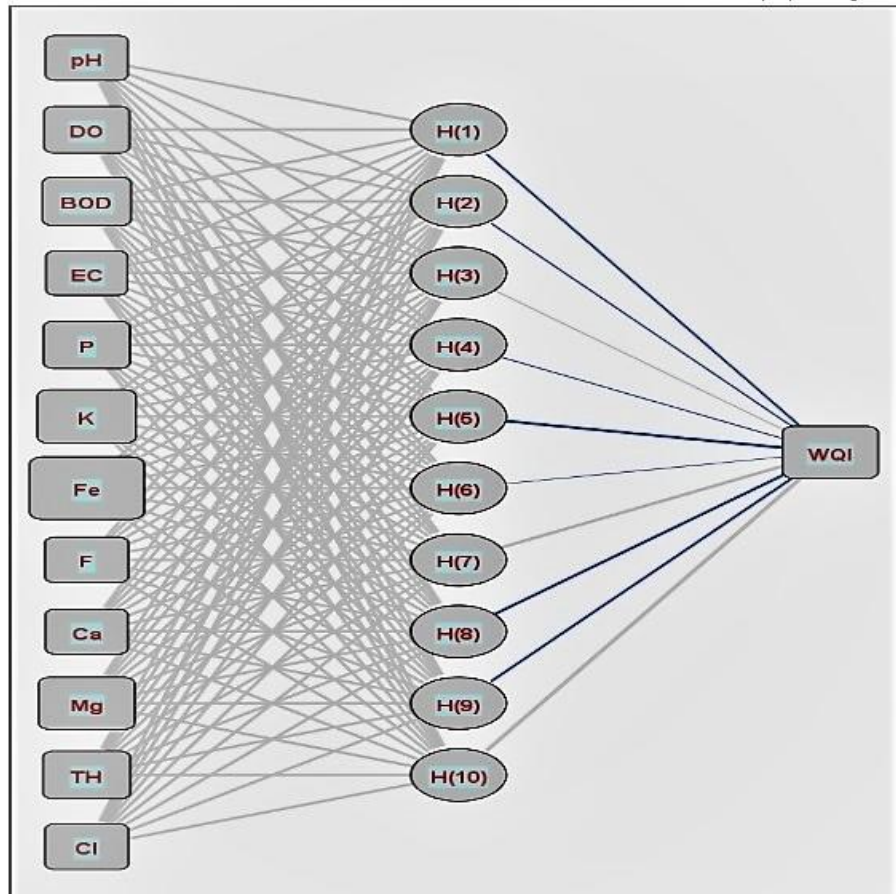 pH
DO
BOD
EC
P
K
Fe
F
Ca
Mg
TH
Cl
H(1)
H(2)
H(3)
H(4)
H(5)
H(6)
H(7)
H(8)
H(9)
H(10)
WQI